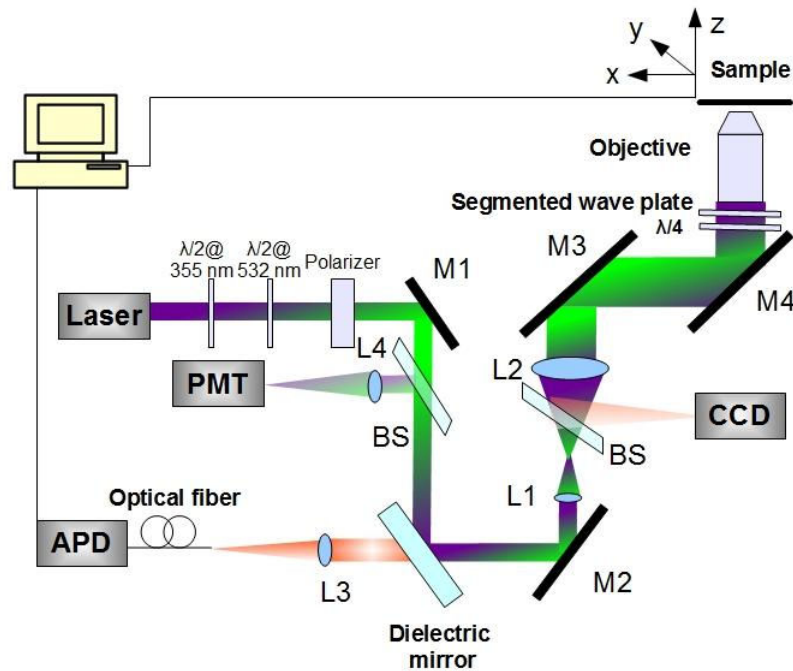 z
y
x
Sample
Objective
Segmented wave plate
λ/4
M3
λ/2@
355 nm
λ/2@
532 nm
Polarizer
M1
M4
Laser
L4
L2
PMT
CCD
BS
BS
Optical fiber
L1
APD
M2
L3
Dielectric
mirror